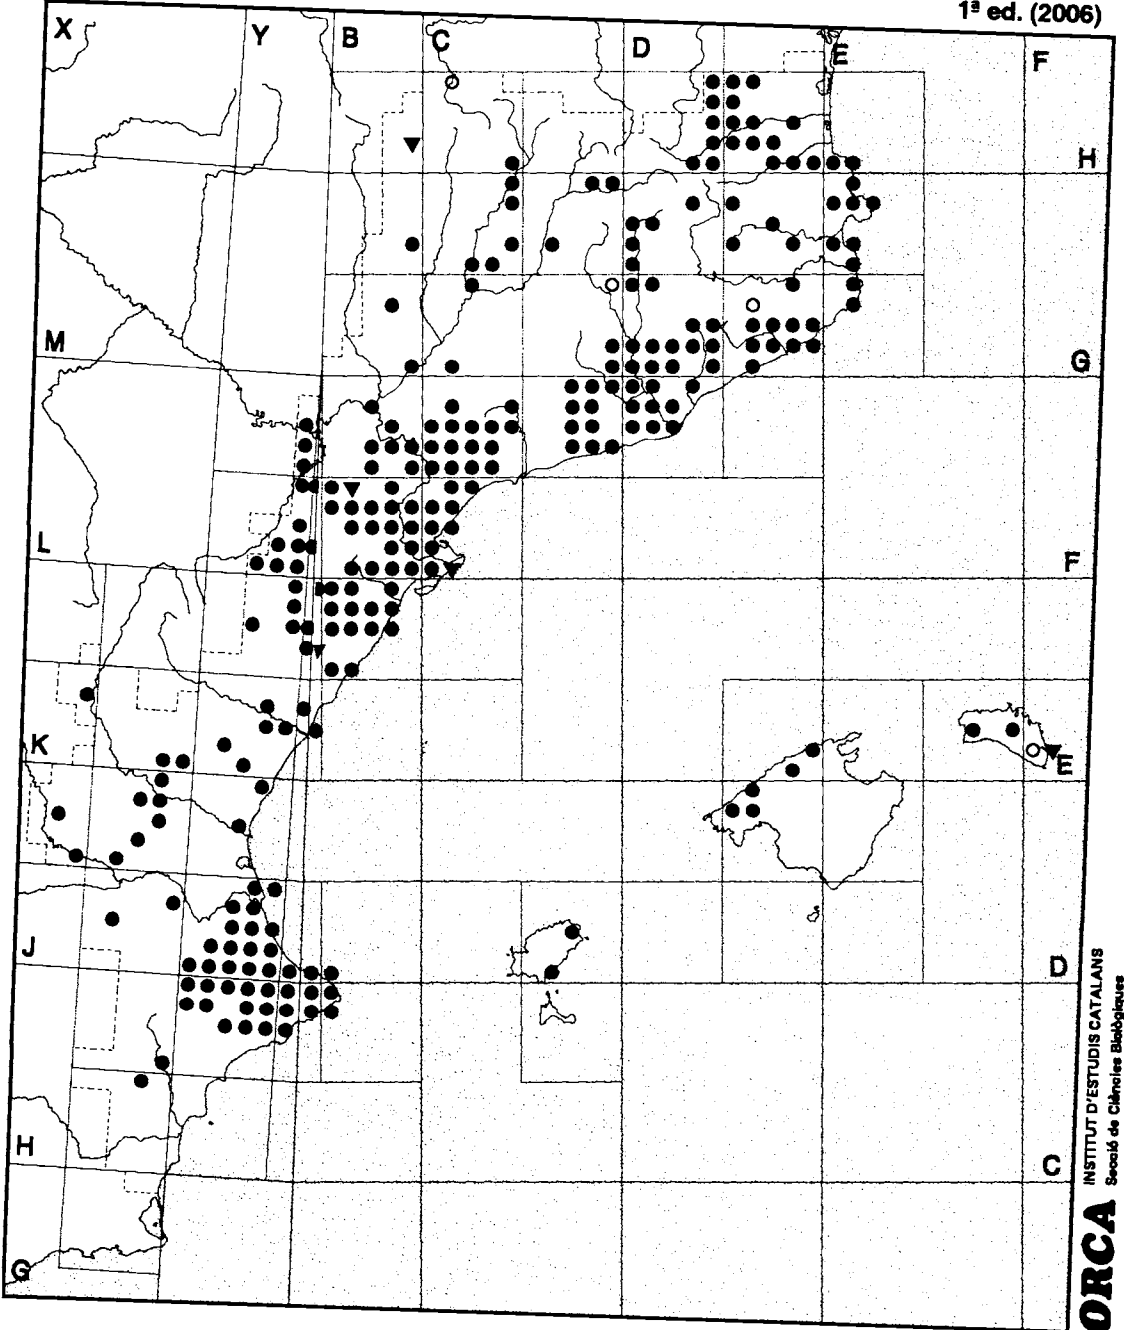 1ª ed. (2006)
X
Y
B
C
D
E
F
H
M
G
L
F
K
E
J
D
H
C
G
ORCA
INSTITUT D'ESTUDIS CATALANS
Secció de Ciències Biològiques